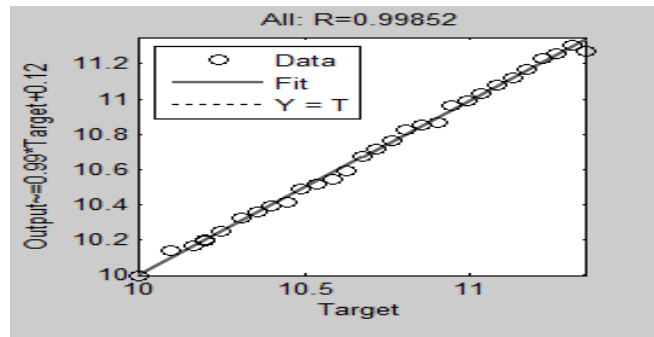 All: R=0.99852
Output~=0.99*Target+0.12
11.2
11
10.8
10.6
10.4
10.2
10
Data
Fit
Y = T
10
10.5
11
Target